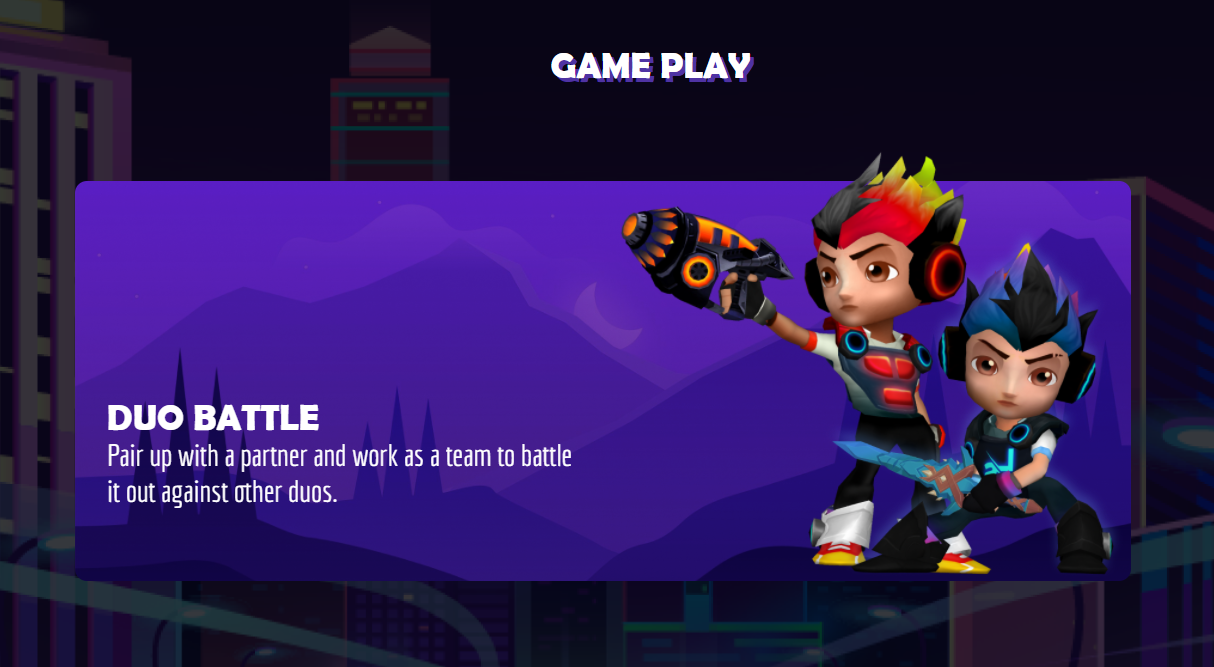 GAME PLAY
DUO BATTLE
Pair up with a partner and work as a team to battle
it out against other duos.